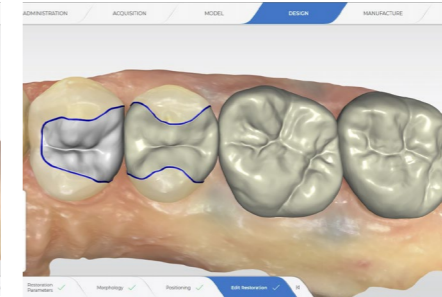 ADMINISTRATION
ACQUISITION
MODEL
DESIGN
MANUFACTURE
Restoration
Parameters
Morphology
Positioning
Edit Restoration